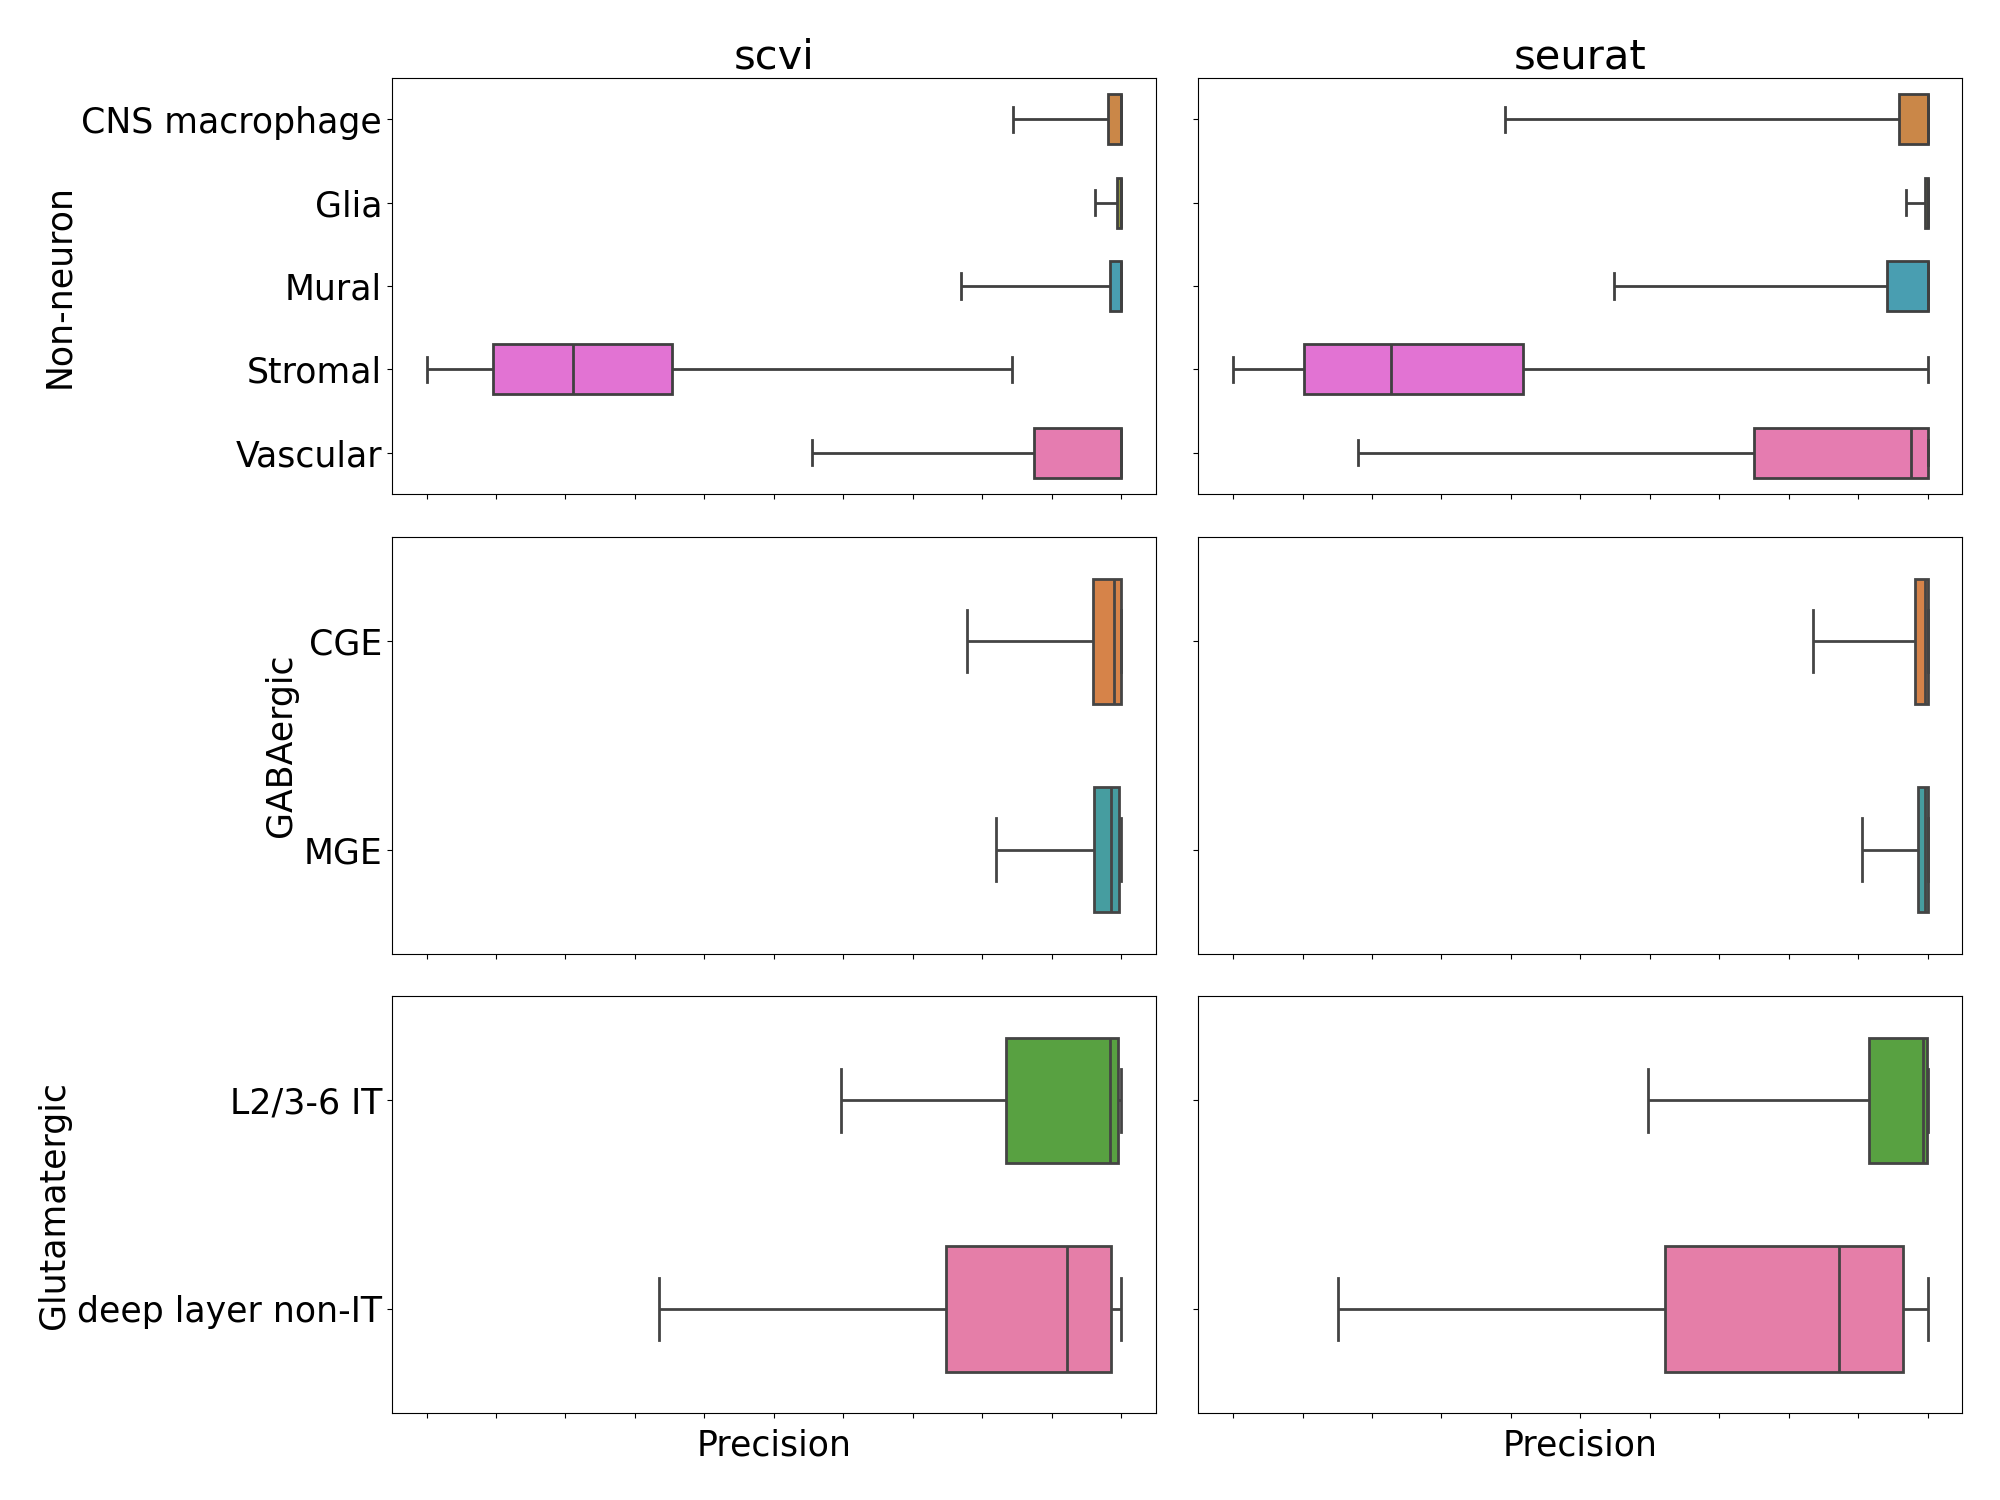 scvi
seurat
Non-neuron
CNS macrophage
Glia
Mural
Stromal
Vascular
GABAergic
CGE
MGE
Glutamatergic
L2/3-6 IT
deep layer non-IT
Precision
Precision